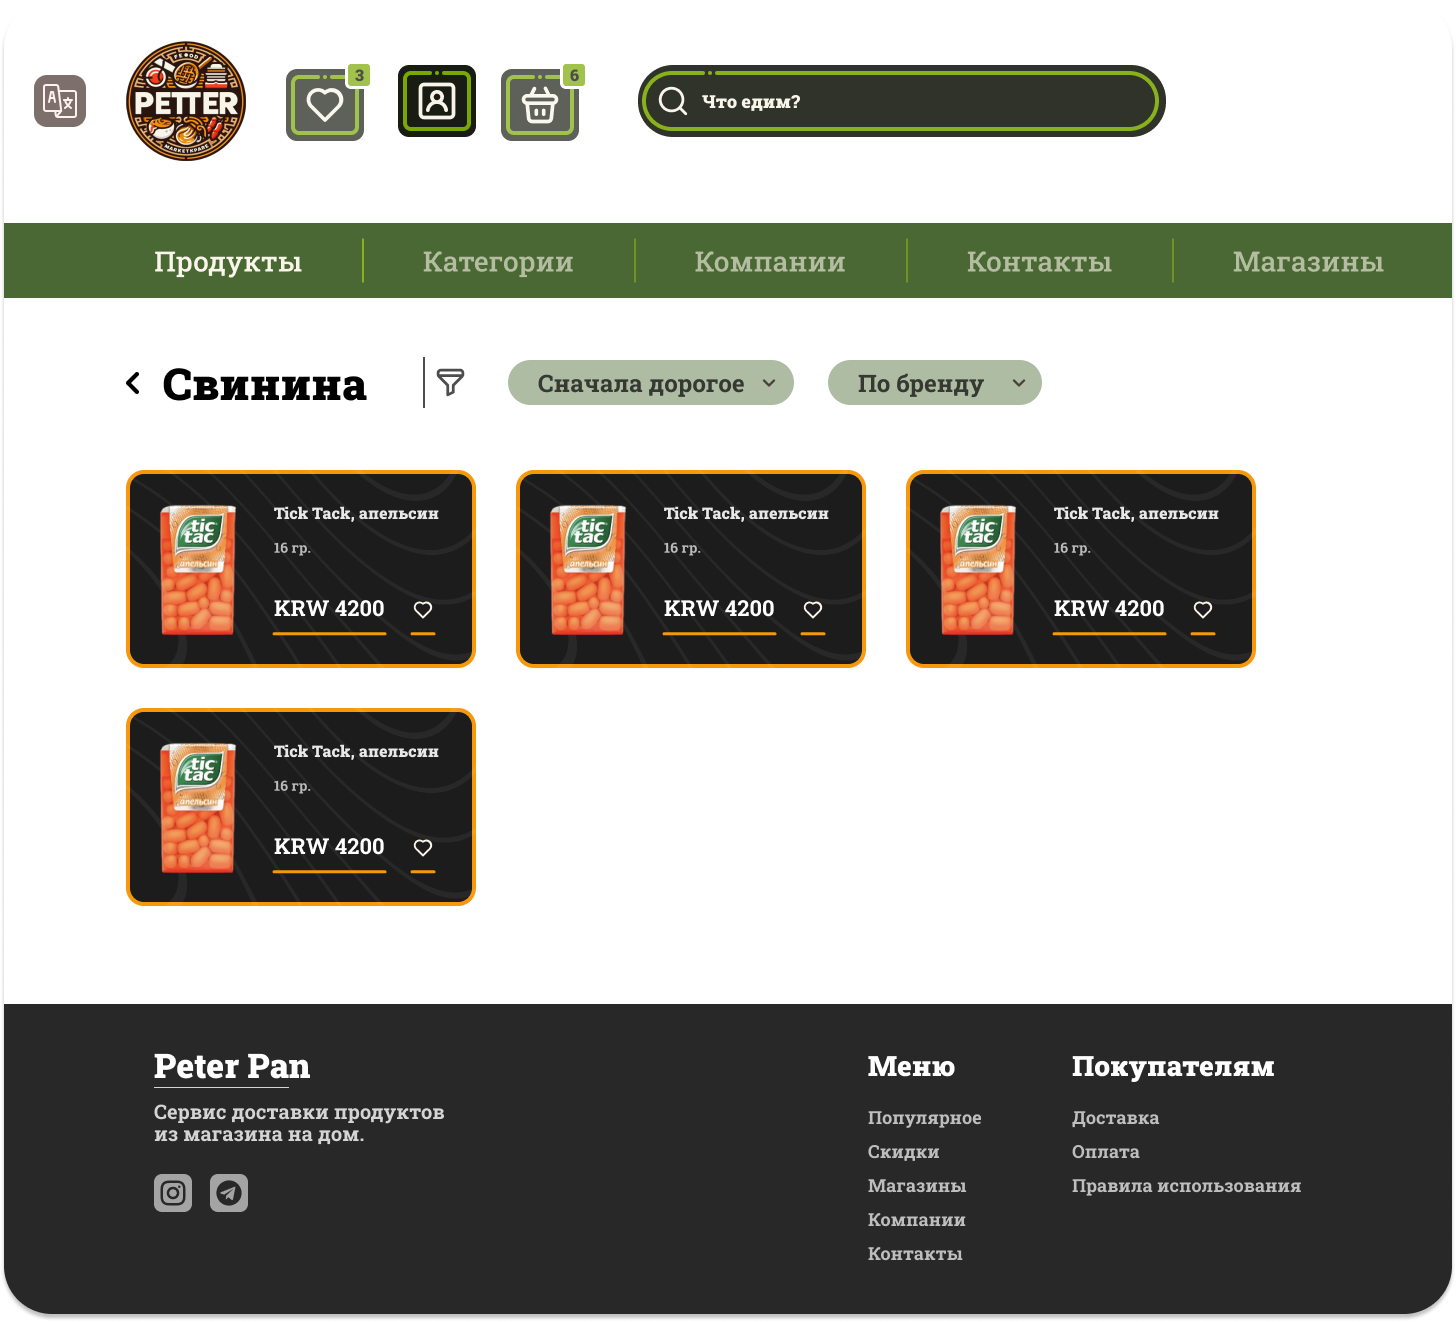 A
文
FOOD
PETTER
MARKETPLACE
3
6
Что едим?
Продукты
Категории
Компании
Контакты
Магазины
Свинина
Сначала дорогое
По бренду
tic
tac
апельсин
Tick Tack, апельсин
16 гр.
KRW 4200
tic
tac
апельсин
Tick Tack, апельсин
16 гр.
KRW 4200
tic
tac
апельсин
Tick Tack, апельсин
16 гр.
KRW 4200
tic
tac
апельсин
Tick Tack, апельсин
16 гр.
KRW 4200
Peter Pan
Сервис доставки продуктов
из магазина на дом.
Меню
Популярное
Скидки
Магазины
Компании
Контакты
Покупателям
Доставка
Оплата
Правила использования